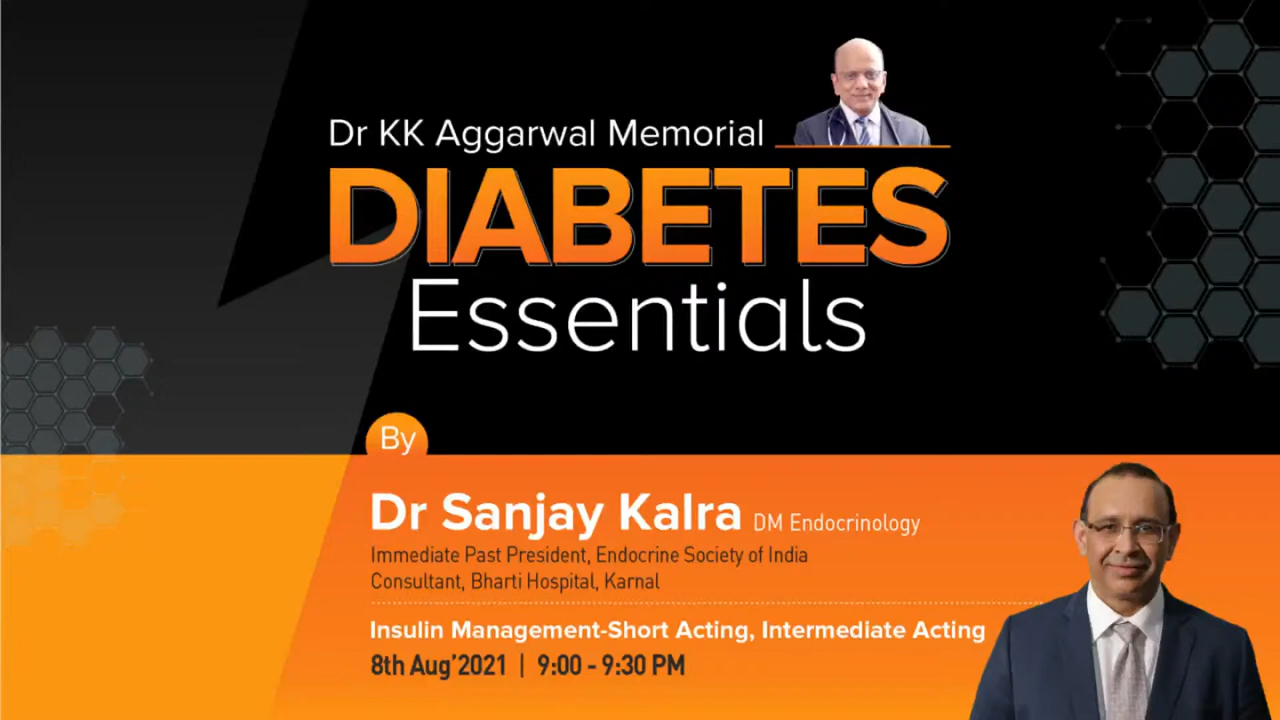 Dr KK Aggarwal Memorial
DIABETES
Essentials
By
Dr Sanjay Kalra DM Endocrinology
Immediate Past President, Endocrine Society of India
Consultant, Bharti Hospital, Karnal
Insulin Management-Short Acting, Intermediate Acting
8th Aug'2021 | 9:00 - 9:30 PM